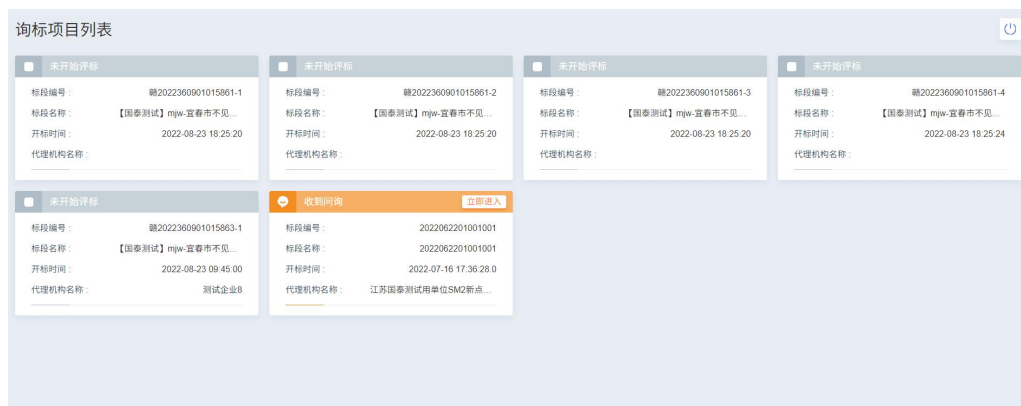 询标项目列表
未开始评标
标段编号 : 赣2022360901015861-1
标段名称 : 【国泰测试】mjw-宜春市不见...
开标时间 : 2022-08-23 18:25:20
代理机构名称 :
未开始评标
标段编号 : 赣2022360901015861-2
标段名称 : 【国泰测试】mjw-宜春市不见...
开标时间 : 2022-08-23 18:25:20
代理机构名称 :
未开始评标
标段编号 : 赣2022360901015861-3
标段名称 : 【国泰测试】mjw-宜春市不见...
开标时间 : 2022-08-23 18:25:20
代理机构名称 :
未开始评标
标段编号 : 赣2022360901015861-4
标段名称 : 【国泰测试】mjw-宜春市不见...
开标时间 : 2022-08-23 18:25:24
代理机构名称 :
未开始评标
标段编号 : 赣2022360901015863-1
标段名称 : 【国泰测试】mjw-宜春市不见...
开标时间 : 2022-08-23 09:45:00
代理机构名称 : 测试企业8
收到问询 立即进入
标段编号 : 2022062201001001
标段名称 : 2022062201001001
开标时间 : 2022-07-16 17:36:28.0
代理机构名称 : 江苏国泰测试用单位SM2新点...